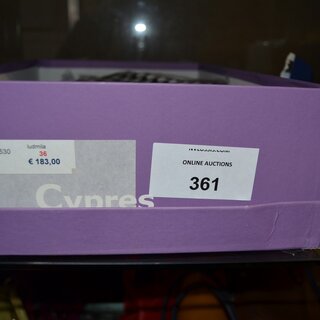 530
ludmila
36
€ 183,00
ONLINE AUCTIONS
361
Cypres